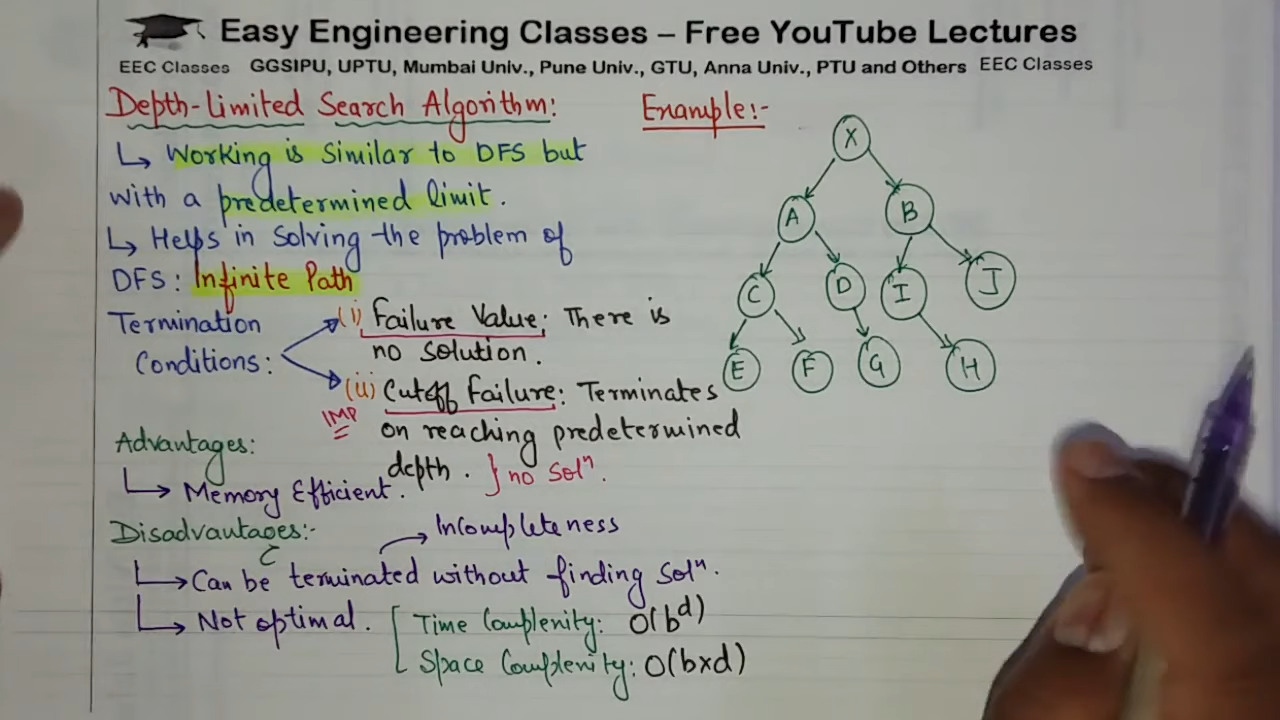 Easy Engineering Classes – Free YouTube Lectures
EEC Classes GGSIPU, UPTU, Mumbai Univ., Pune Univ., GTU, Anna Univ., PTU and Others EEC Classes
Depth-Limited Search Algorithm:
↳ Working is Similar to DFS but
with a predetermined limit.
↳ Helps in Solving the problem of
DFS: Infinite Path
Termination
Conditions:
(i) Failure Value: There is
no solution.
(ii) Cutoff Failure: Terminates
IMP
on reaching predetermined
depth. } no Solⁿ.
Advantages:
↳ Memory Efficient.
Disadvantages:-
Incompleteness
↳ Can be terminated without finding Solⁿ.
↳ Not optimal.
Time Complexity: O(b^d)
Space Complexity: O(b×d)
Example:-
X
A B
C D I J
E F G H